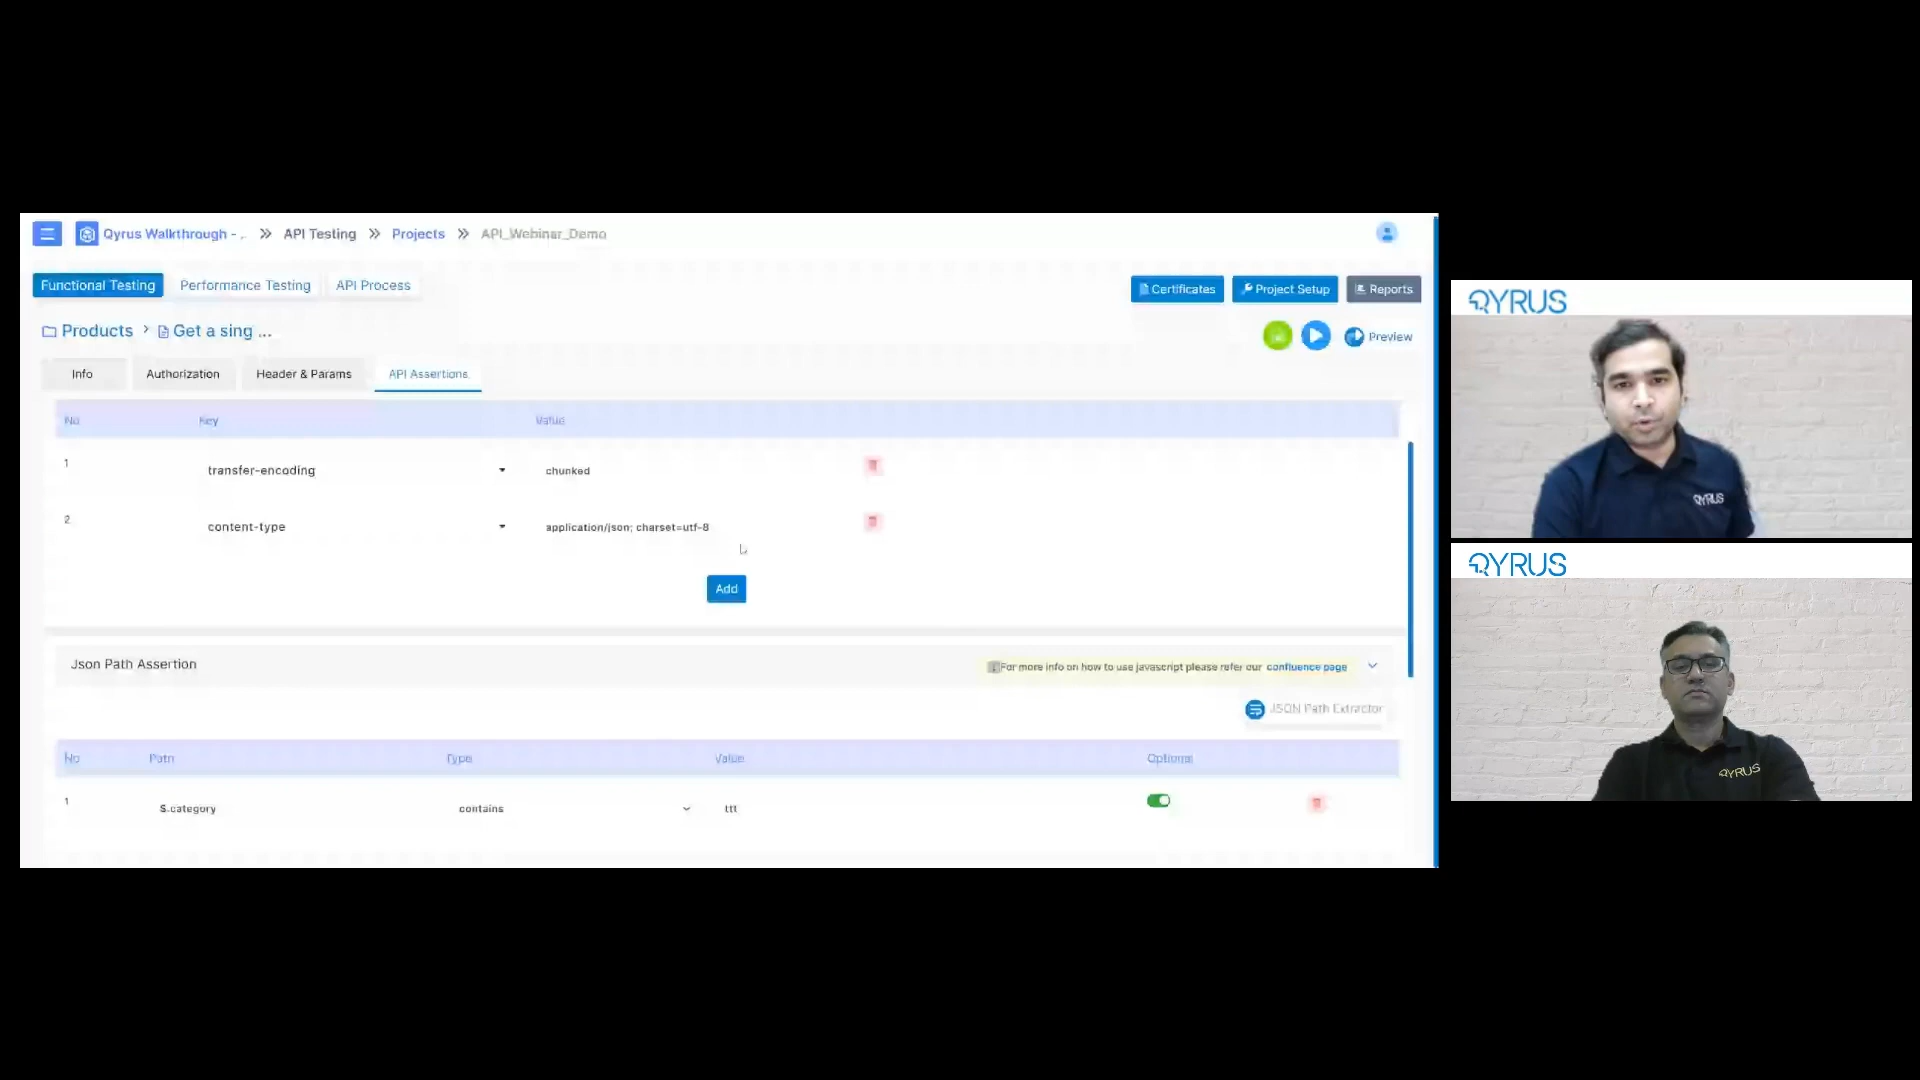 Qyrus Walkthrough - .. » API Testing » Projects » API_Webinar_Demo
Functional Testing Performance Testing API Process
Certificates Project Setup Reports
Products > Get a sing ...
Preview
Info Authorization Header & Params API Assertions
No Key Value
1 transfer-encoding chunked
2 content-type application/json; charset=utf-8
Add
Json Path Assertion For more info on how to use javascript please refer our confluence page
JSON Path Extractor
No Path Type Value Optional
1 $.category contains ttt
QYRUS
QYRUS
QYRUS
QYRUS